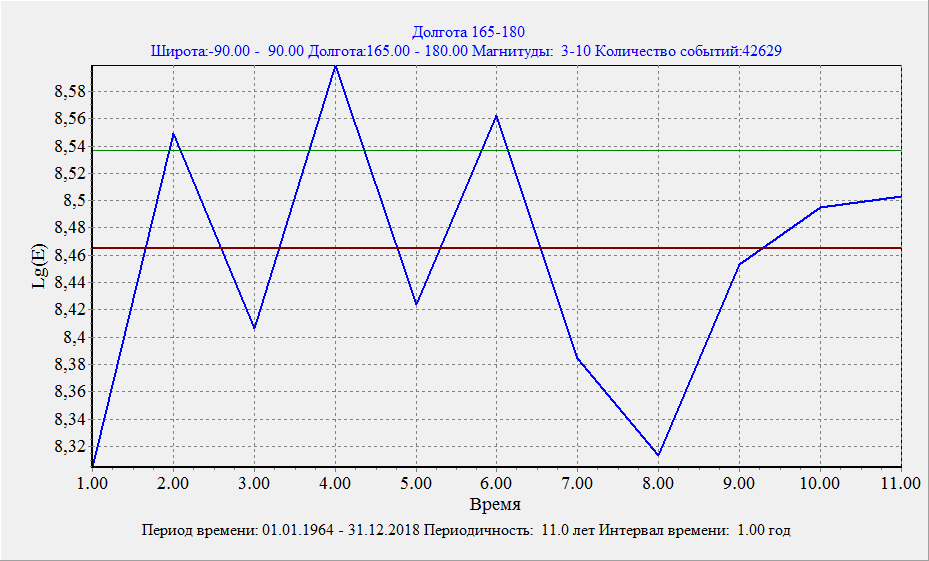 Долгота 165-180
Широта:-90.00 - 90.00 Долгота:165.00 - 180.00 Магнитуды: 3-10 Количество событий:42629
8,58
8,56
8,54
8,52
8,5
8,48
8,46
8,44
8,42
8,4
8,38
8,36
8,34
8,32
Lg(E)
1.00 2.00 3.00 4.00 5.00 6.00 7.00 8.00 9.00 10.00 11.00
Время
Период времени: 01.01.1964 - 31.12.2018 Периодичность: 11.0 лет Интервал времени: 1.00 год